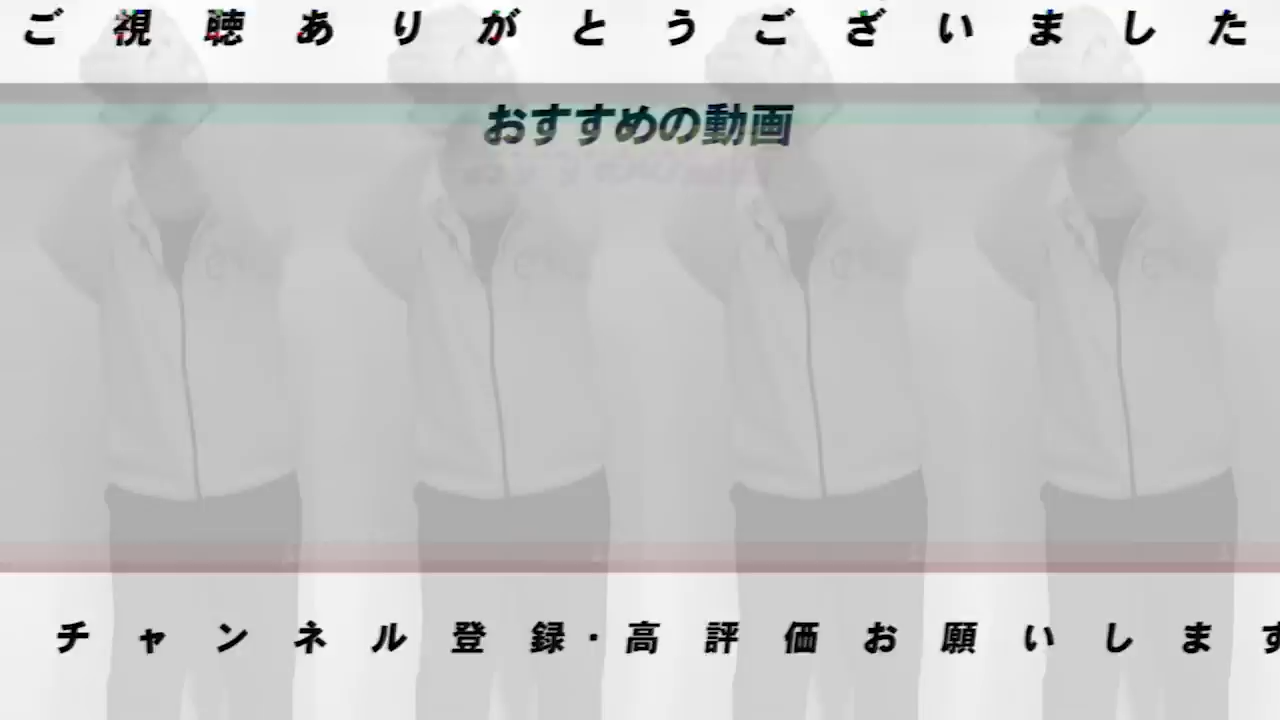 ご視聴ありがとうございました
おすすめの動画
チャンネル登録・高評価お願いします